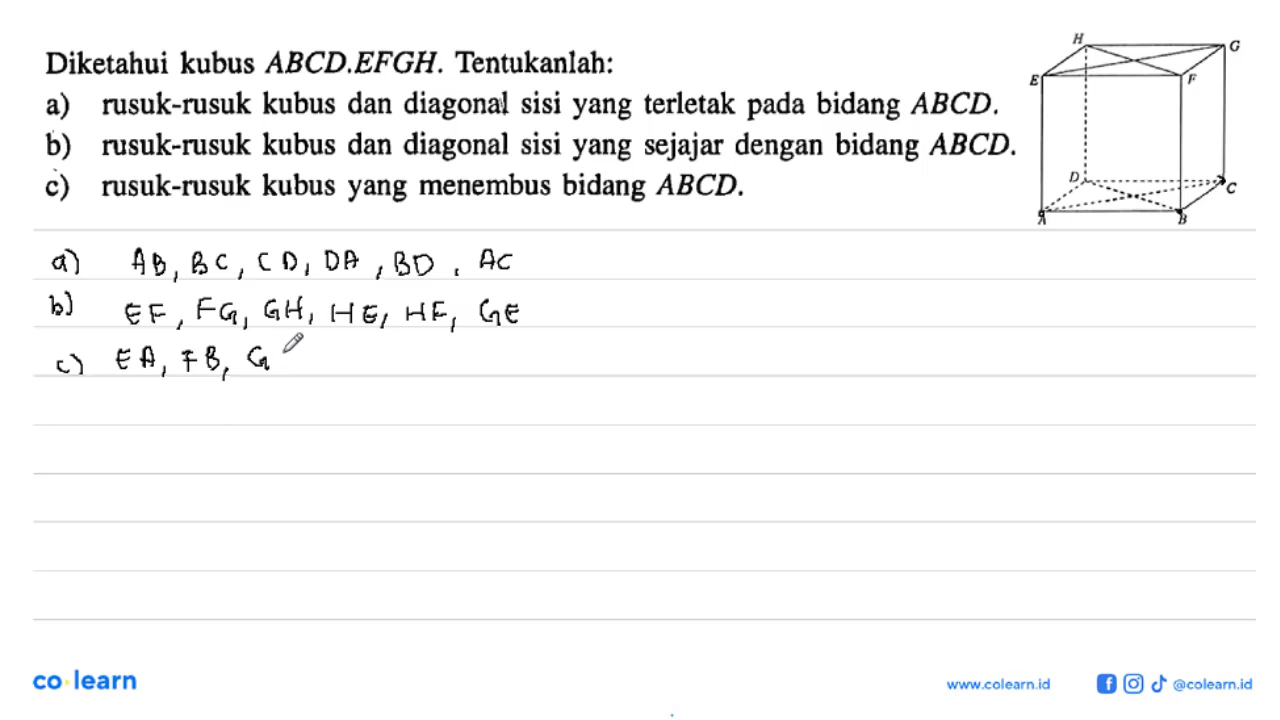 Diketahui kubus ABCD.EFGH. Tentukanlah:
a) rusuk-rusuk kubus dan diagonal sisi yang terletak pada bidang ABCD.
b) rusuk-rusuk kubus dan diagonal sisi yang sejajar dengan bidang ABCD.
c) rusuk-rusuk kubus yang menembus bidang ABCD.
H
G
E
F
D
C
A
B
a) AB, BC, CD, DA, BD, AC
b) EF, FG, GH, HE, HF, GE
c) EA, FB, G
co learn
www.colearn.id
@colearn.id